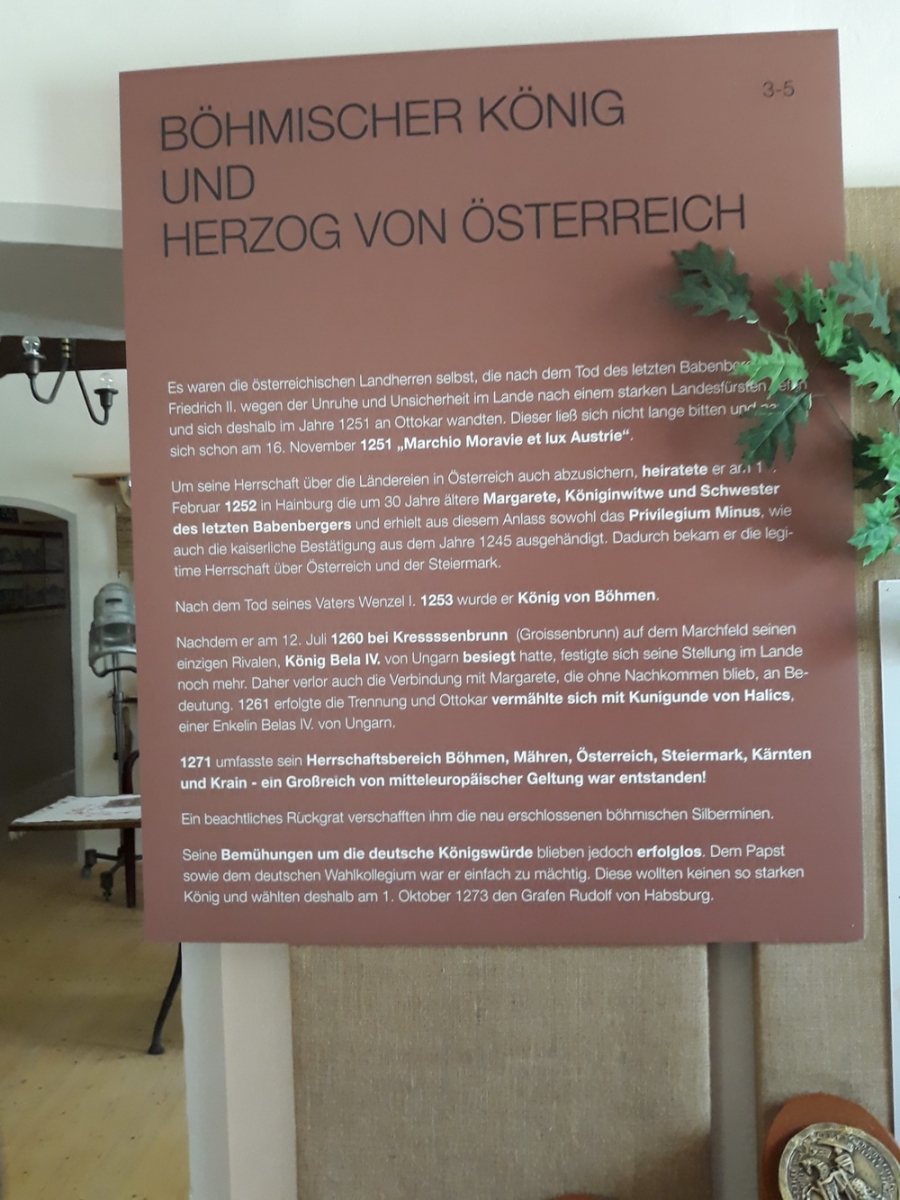 3-5
BÖHMISCHER KÖNIG
UND
HERZOG VON ÖSTERREICH
Es waren die österreichischen Landherren selbst, die nach dem Tod des letzten
Friedrich II. wegen der Unruhe und Unsicherheit im Lande nach einem starken Landesfürsten
und sich deshalb im Jahre 1251 an Ottokar wandten. Dieser ließ sich nicht lange bitten und
sich schon am 16. November 1251 „Marchio Moravie et lux Austrie“.
Um seine Herrschaft über die Ländereien in Österreich auch abzusichern, heiratete er am
Februar 1252 in Hainburg die um 30 Jahre ältere Margarete, Königinwitwe und Schwester
des letzten Babenbergers und erhielt aus diesem Anlass sowohl das Privilegium Minus, wie
auch die kaiserliche Bestätigung aus dem Jahre 1245 ausgehändigt. Dadurch bekam er die legi-
time Herrschaft über Österreich und der Steiermark.
Nach dem Tod seines Vaters Wenzel I. 1253 wurde er König von Böhmen.
Nachdem er am 12. Juli 1260 bei Kressssenbrunn (Groissenbrunn) auf dem Marchfeld seinen
einzigen Rivalen, König Bela IV. von Ungarn besiegt hatte, festigte sich seine Stellung im Lande
noch mehr. Daher verlor auch die Verbindung mit Margarete, die ohne Nachkommen blieb, an Be-
deutung. 1261 erfolgte die Trennung und Ottokar vermählte sich mit Kunigunde von Halics,
einer Enkelin Belas IV. von Ungarn.
1271 umfasste sein Herrschaftsbereich Böhmen, Mähren, Österreich, Steiermark, Kärnten
und Krain - ein Großreich von mitteleuropäischer Geltung war entstanden!
Ein beachtliches Rückgrat verschafften ihm die neu erschlossenen böhmischen Silberminen.
Seine Bemühungen um die deutsche Königswürde blieben jedoch erfolglos. Dem Papst
sowie dem deutschen Wahlkollegium war er einfach zu mächtig. Diese wollten keinen so starken
König und wählten deshalb am 1. Oktober 1273 den Grafen Rudolf von Habsburg.